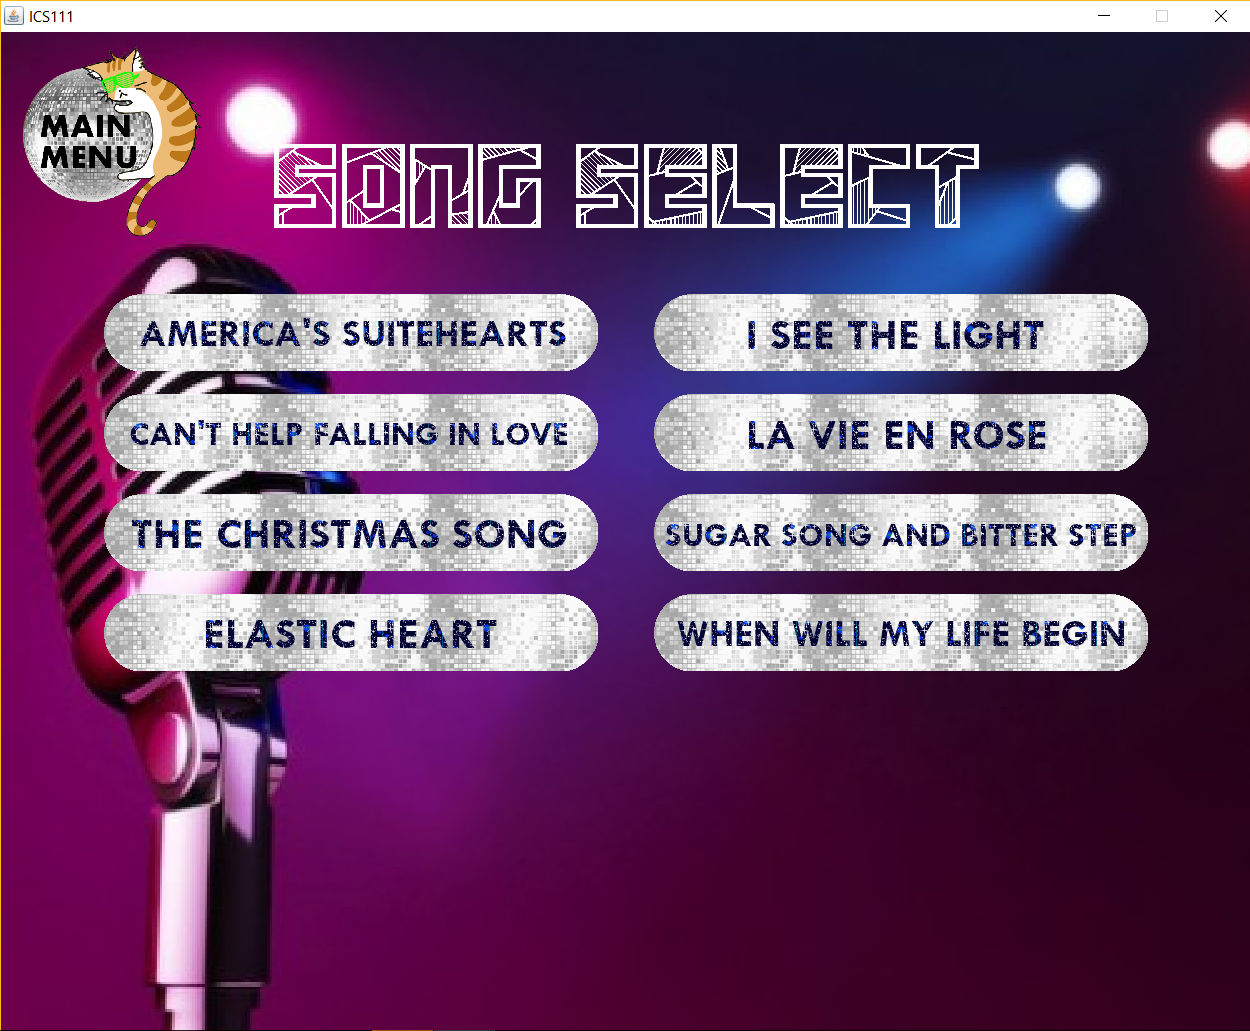 ICS111
MAIN
MENU
SONG SELECT
AMERICA'S SUITEHEARTS
I SEE THE LIGHT
CAN'T HELP FALLING IN LOVE
LA VIE EN ROSE
THE CHRISTMAS SONG
SUGAR SONG AND BITTER STEP
ELASTIC HEART
WHEN WILL MY LIFE BEGIN